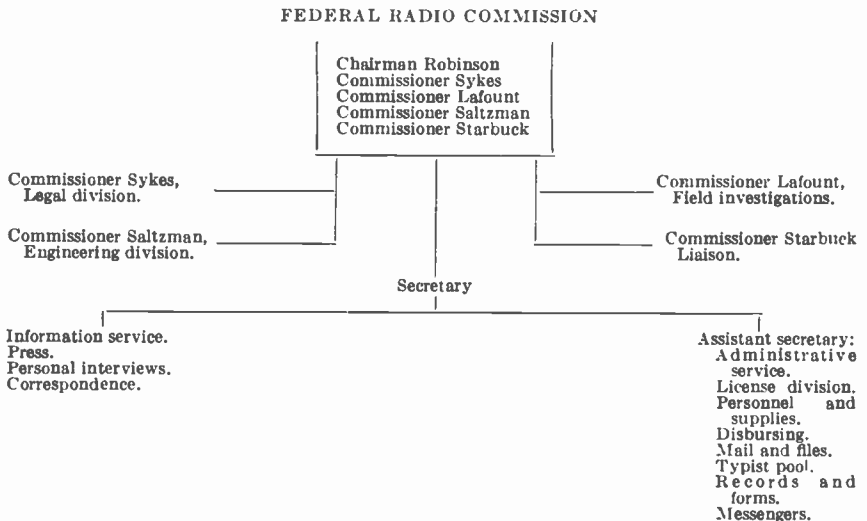 FEDERAL RADIO COMMISSION
Chairman Robinson
Commissioner Sykes
Commissioner Lafount
Commissioner Saltzman
Commissioner Starbuck
Commissioner Sykes,
Legal division.
Commissioner Saltzman,
Engineering division.
Commissioner Lafount,
Field investigations.
Commissioner Starbuck
Liaison.
Secretary
Information service.
Press.
Personal interviews.
Correspondence.
Assistant secretary:
Administrative
service.
License division.
Personnel and
supplies.
Disbursing.
Mail and files.
Typist pool.
Records and
forms.
Messengers.